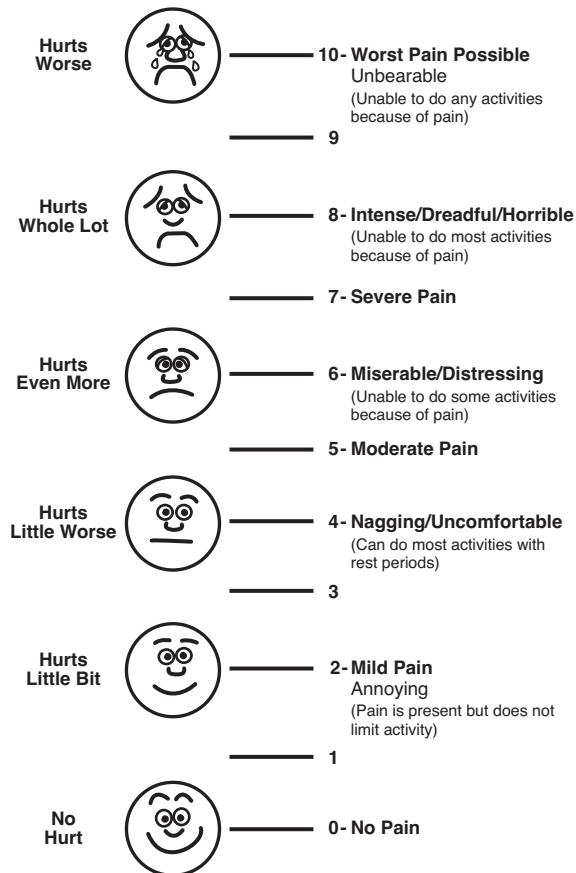 Hurts
Worse
10- Worst Pain Possible
Unbearable
(Unable to do any activities
because of pain)
9
Hurts
Whole Lot
8- Intense/Dreadful/Horrible
(Unable to do most activities
because of pain)
7- Severe Pain
Hurts
Even More
6- Miserable/Distressing
(Unable to do some activities
because of pain)
5- Moderate Pain
Hurts
Little Worse
4- Nagging/Uncomfortable
(Can do most activities with
rest periods)
3
Hurts
Little Bit
2- Mild Pain
Annoying
(Pain is present but does not
limit activity)
1
No
Hurt
0- No Pain